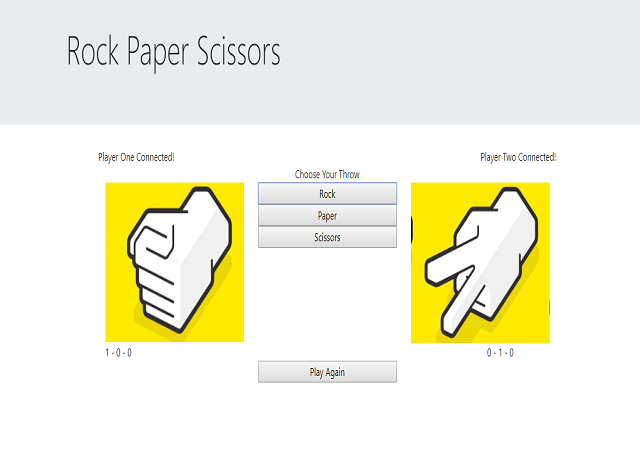 Rock Paper Scissors
Player One Connected!
Player Two Connected!
Choose Your Throw
Rock
Paper
Scissors
1 - 0 - 0
0 - 1 - 0
Play Again